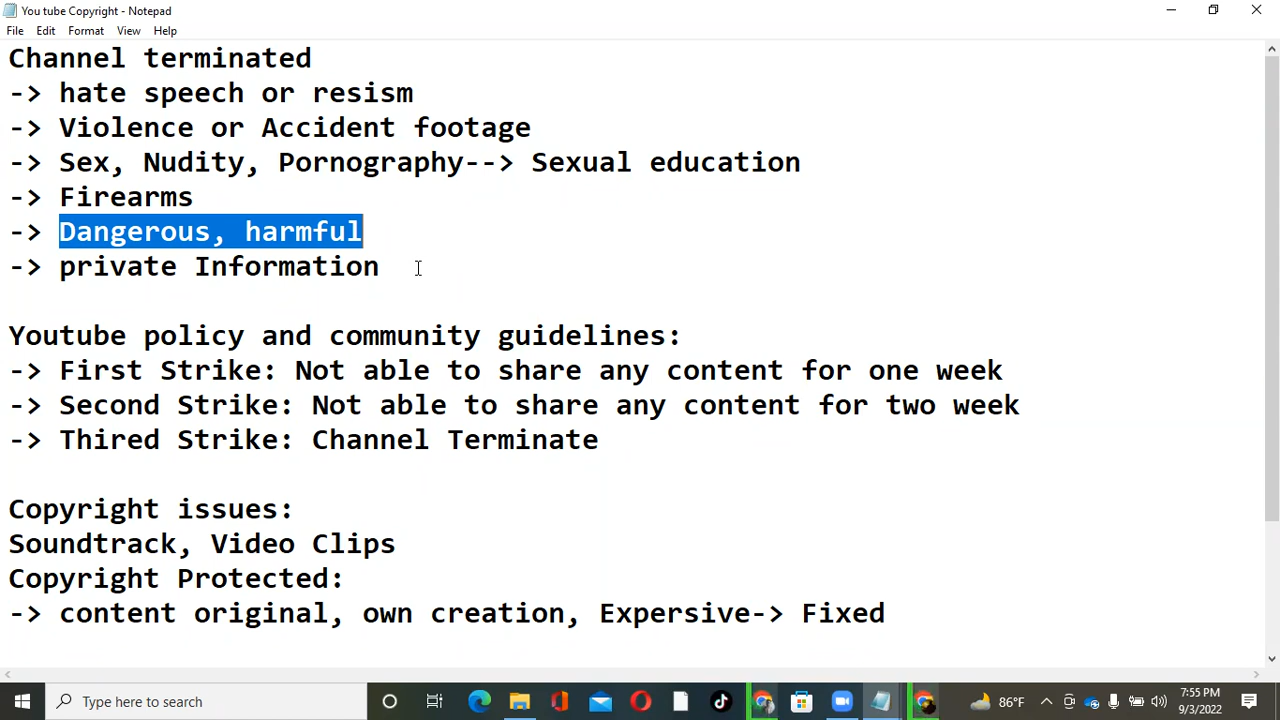 You tube Copyright - Notepad
File Edit Format View Help
Channel terminated
-> hate speech or resism
-> Violence or Accident footage
-> Sex, Nudity, Pornography--> Sexual education
-> Firearms
-> Dangerous, harmful
-> private Information
Youtube policy and community guidelines:
-> First Strike: Not able to share any content for one week
-> Second Strike: Not able to share any content for two week
-> Thired Strike: Channel Terminate
Copyright issues:
Soundtrack, Video Clips
Copyright Protected:
-> content original, own creation, Expersive-> Fixed
Type here to search
86°F
7:55 PM
9/3/2022